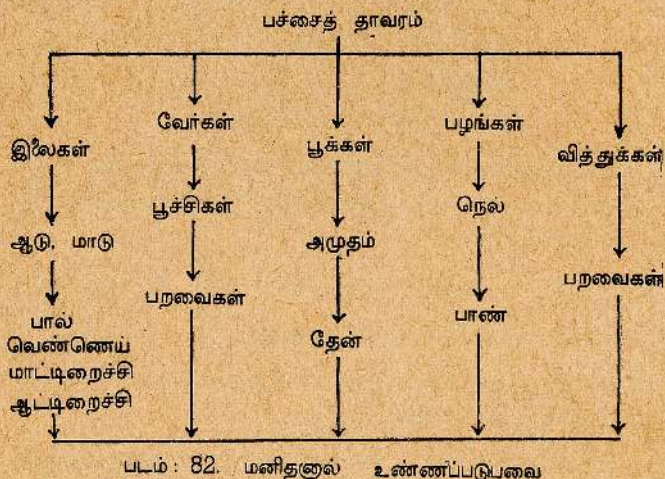 பச்சைத் தாவரம்
இலைகள்
வேர்கள்
பூக்கள்
பழங்கள்
வித்துக்கள்
ஆடு, மாடு
பூச்சிகள்
அமுதம்
நெல
பறவைகள்
பால்
வெண்ணெய்
மாட்டிறைச்சி
ஆட்டிறைச்சி
பறவைகள்
தேன்
பாண்
படம் : 82. மனிதனால் உண்ணப்படுபவை